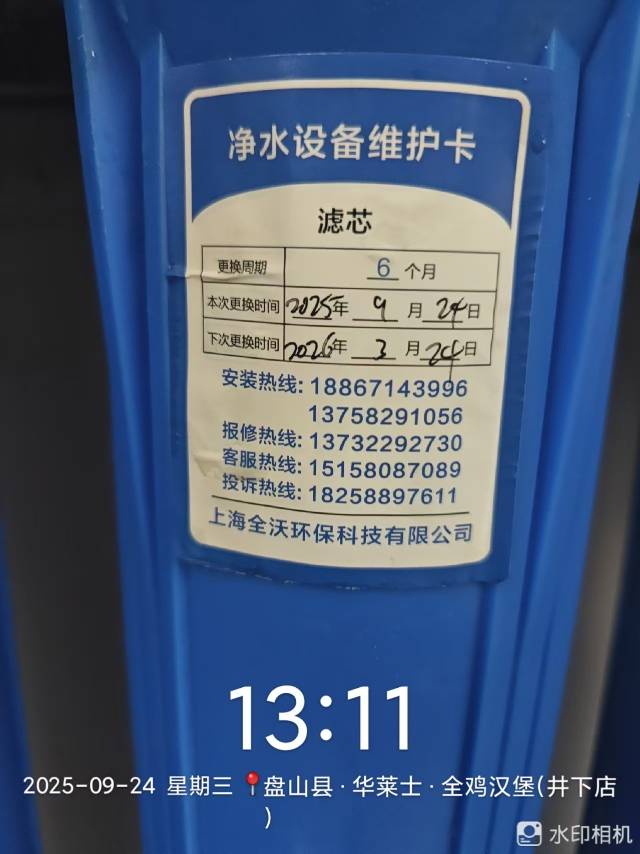 净水设备维护卡
滤芯
更换周期 6 个月
本次更换时间 2025年 9 月 24 日
下次更换时间 2026年 3 月 24 日
安装热线: 18867143996
13758291056
报修热线: 13732292730
客服热线: 15158087089
投诉热线: 18258897611
上海全沃环保科技有限公司
13:11
2025-09-24 星期三 📍盘山县·华莱士·全鸡汉堡(井下店
)
水印相机